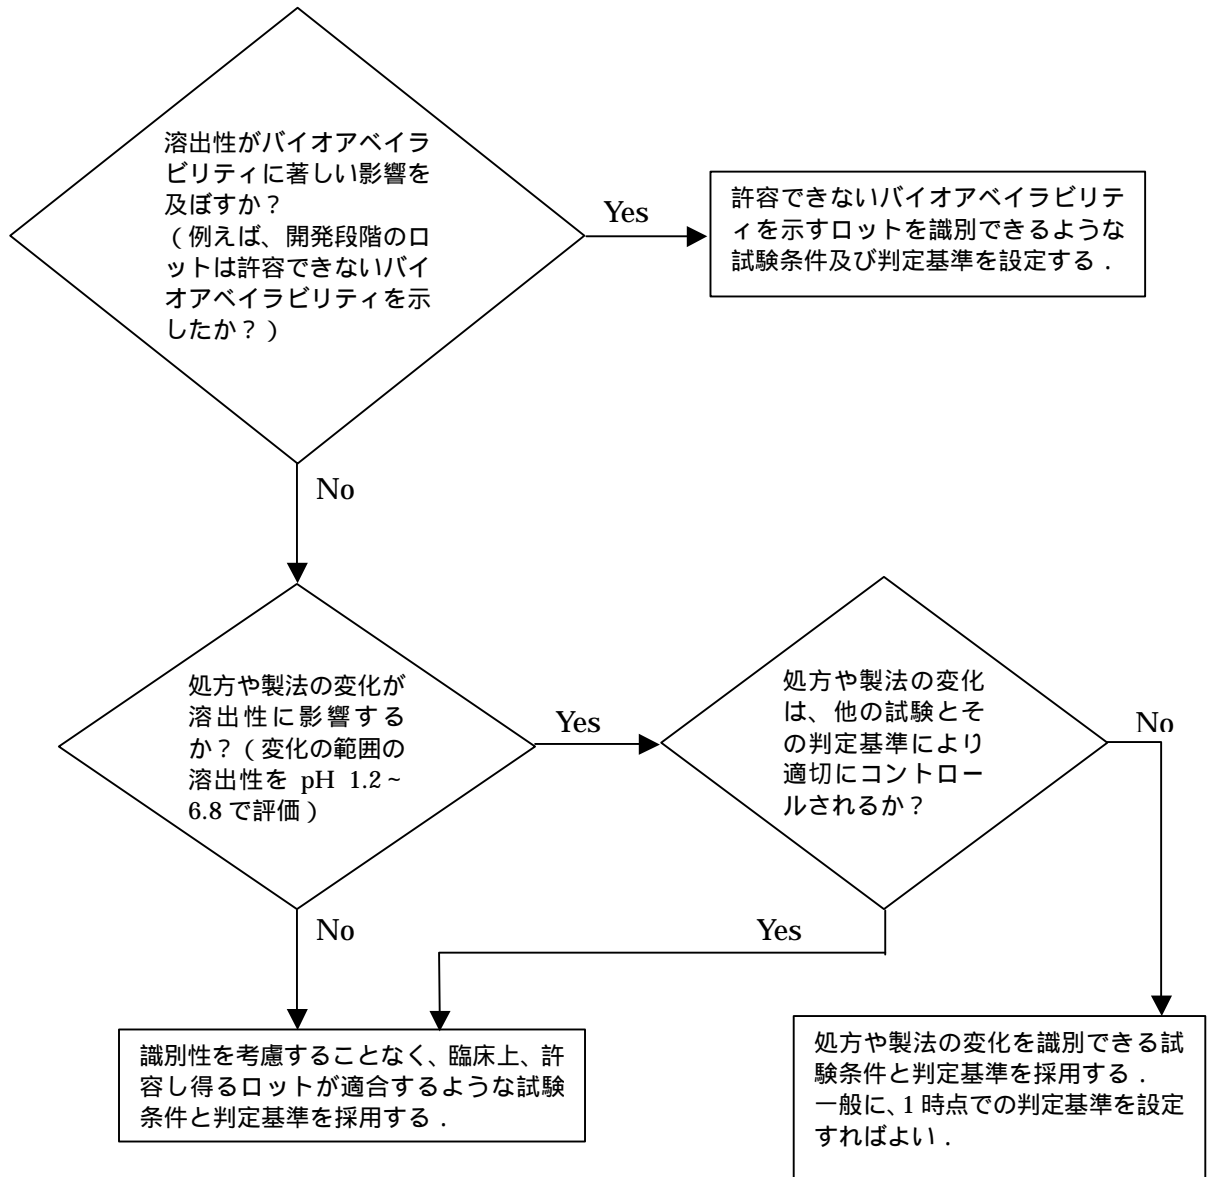 溶出性がバイオアベイラ
ビリティに著しい影響を
及ぼすか？
（例えば、開発段階のロ
ットは許容できないバイ
オアベイラビリティを示
したか？）
Yes
許容できないバイオアベイラビリテ
ィを示すロットを識別できるような
試験条件及び判定基準を設定する．
No
処方や製法の変化が
溶出性に影響する
か？（変化の範囲の
溶出性を pH 1.2~
6.8 で評価）
Yes
処方や製法の変化
は、他の試験とそ
の判定基準により
適切にコントロー
ルされるか？
No
No
Yes
識別性を考慮することなく、臨床上、許
容し得るロットが適合するような試験
条件と判定基準を採用する．
処方や製法の変化を識別できる試
験条件と判定基準を採用する．
一般に、1 時点での判定基準を設定
すればよい．